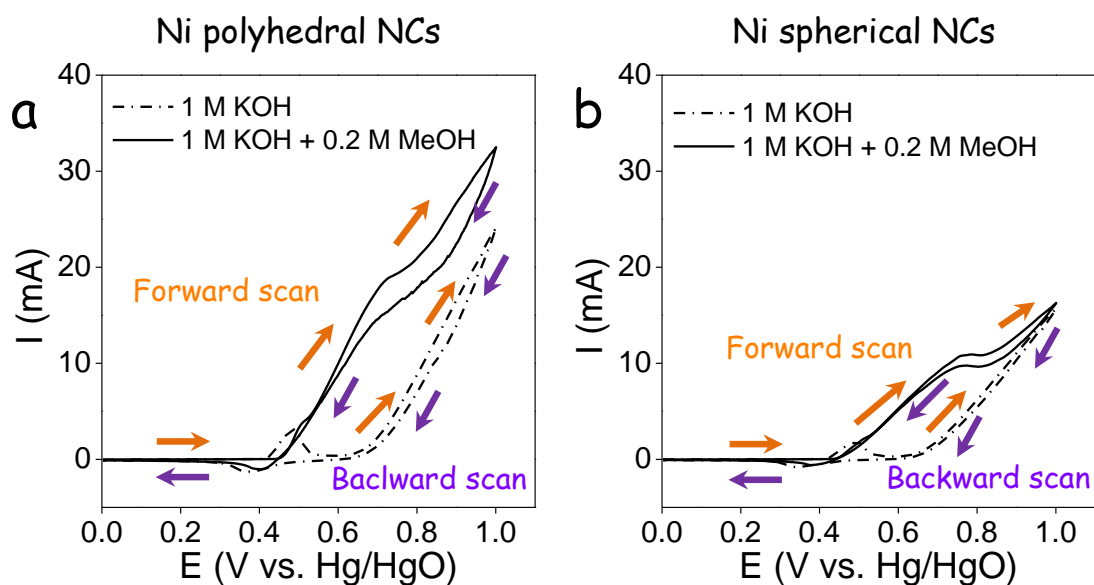 Ni polyhedral NCs
a
40
30
20
10
0
I (mA)
1 M KOH
1 M KOH + 0.2 M MeOH
Forward scan
Baclward scan
0.0 0.2 0.4 0.6 0.8 1.0
E (V vs. Hg/HgO)
Ni spherical NCs
b
40
30
20
10
0
I (mA)
1 M KOH
1 M KOH + 0.2 M MeOH
Forward scan
Backward scan
0.0 0.2 0.4 0.6 0.8 1.0
E (V vs. Hg/HgO)